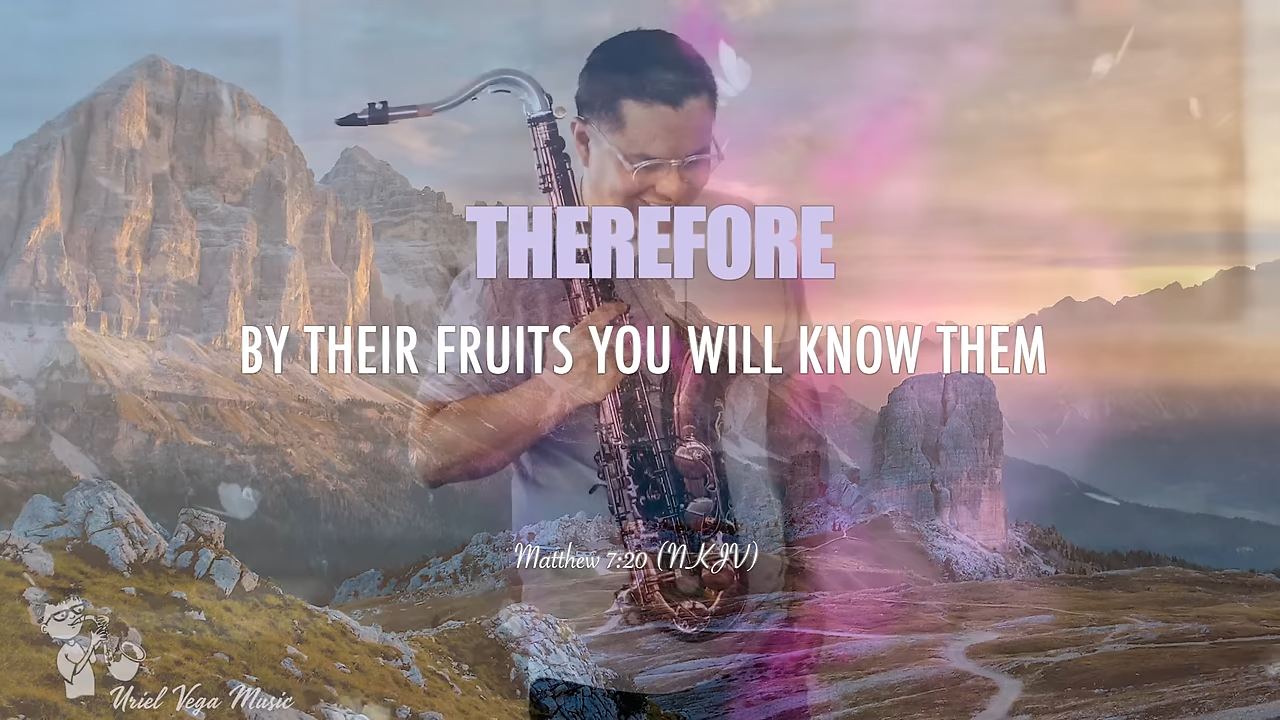 THEREFORE
BY THEIR FRUITS YOU WILL KNOW THEM
Matthew 7:20 (NKJV)
Uriel Vega Music